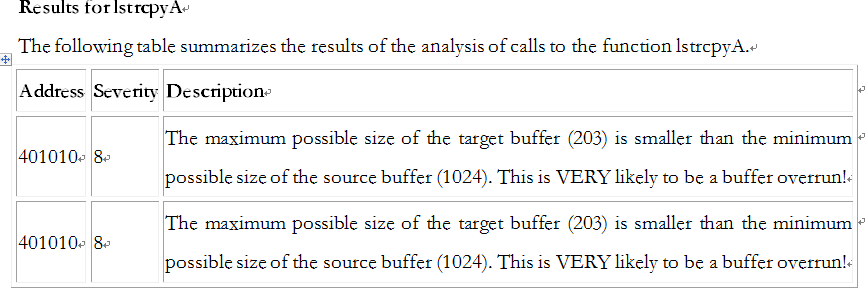 Results for lstrcpyA
The following table summarizes the results of the analysis of calls to the function lstrcpyA.
Address Severity Description
401010 8 The maximum possible size of the target buffer (203) is smaller than the minimum
possible size of the source buffer (1024). This is VERY likely to be a buffer overrun!
401010 8 The maximum possible size of the target buffer (203) is smaller than the minimum
possible size of the source buffer (1024). This is VERY likely to be a buffer overrun!